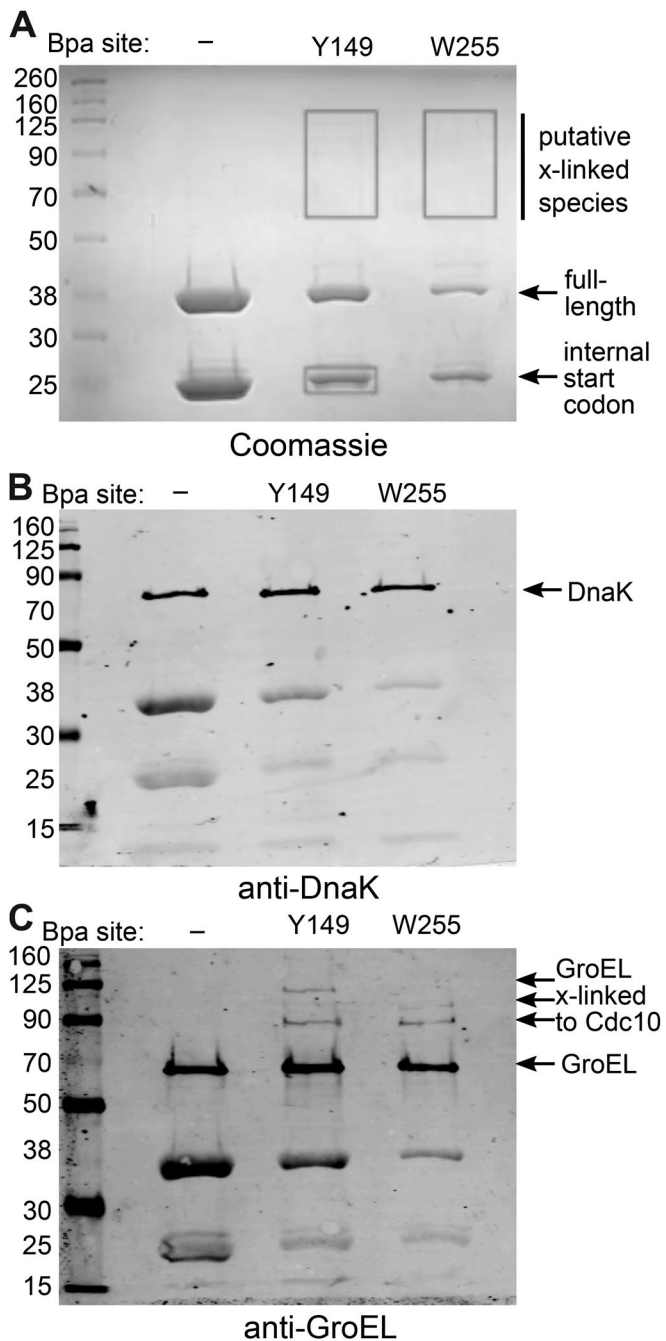 A
Bpa site: – Y149 W255
260
160
125
90
70
50
38
30
25
putative
x-linked
species
full-
length
internal
start
codon
Coomassie
B
Bpa site: – Y149 W255
160
125
90
70
50
38
30
25
15
DnaK
anti-DnaK
C
Bpa site: – Y149 W255
160
125
90
70
50
38
30
25
15
GroEL
x-linked
to Cdc10
GroEL
anti-GroEL